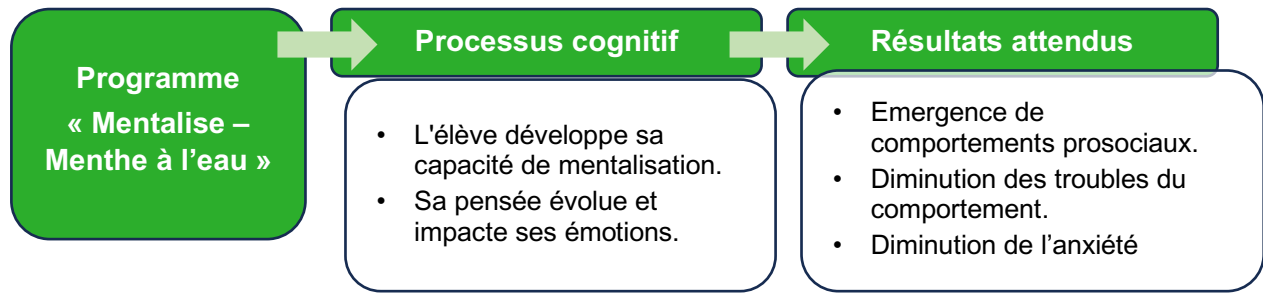 Programme
« Mentalise –
Menthe à l’eau »
Processus cognitif
• L'élève développe sa
capacité de mentalisation.
• Sa pensée évolue et
impacte ses émotions.
Résultats attendus
• Emergence de
comportements prosociaux.
• Diminution des troubles du
comportement.
• Diminution de l’anxiété